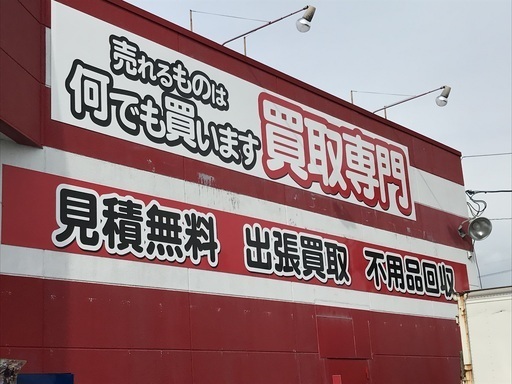 売れるものは
何でも買います
買取専門
見積無料 出張買取 不用品回収